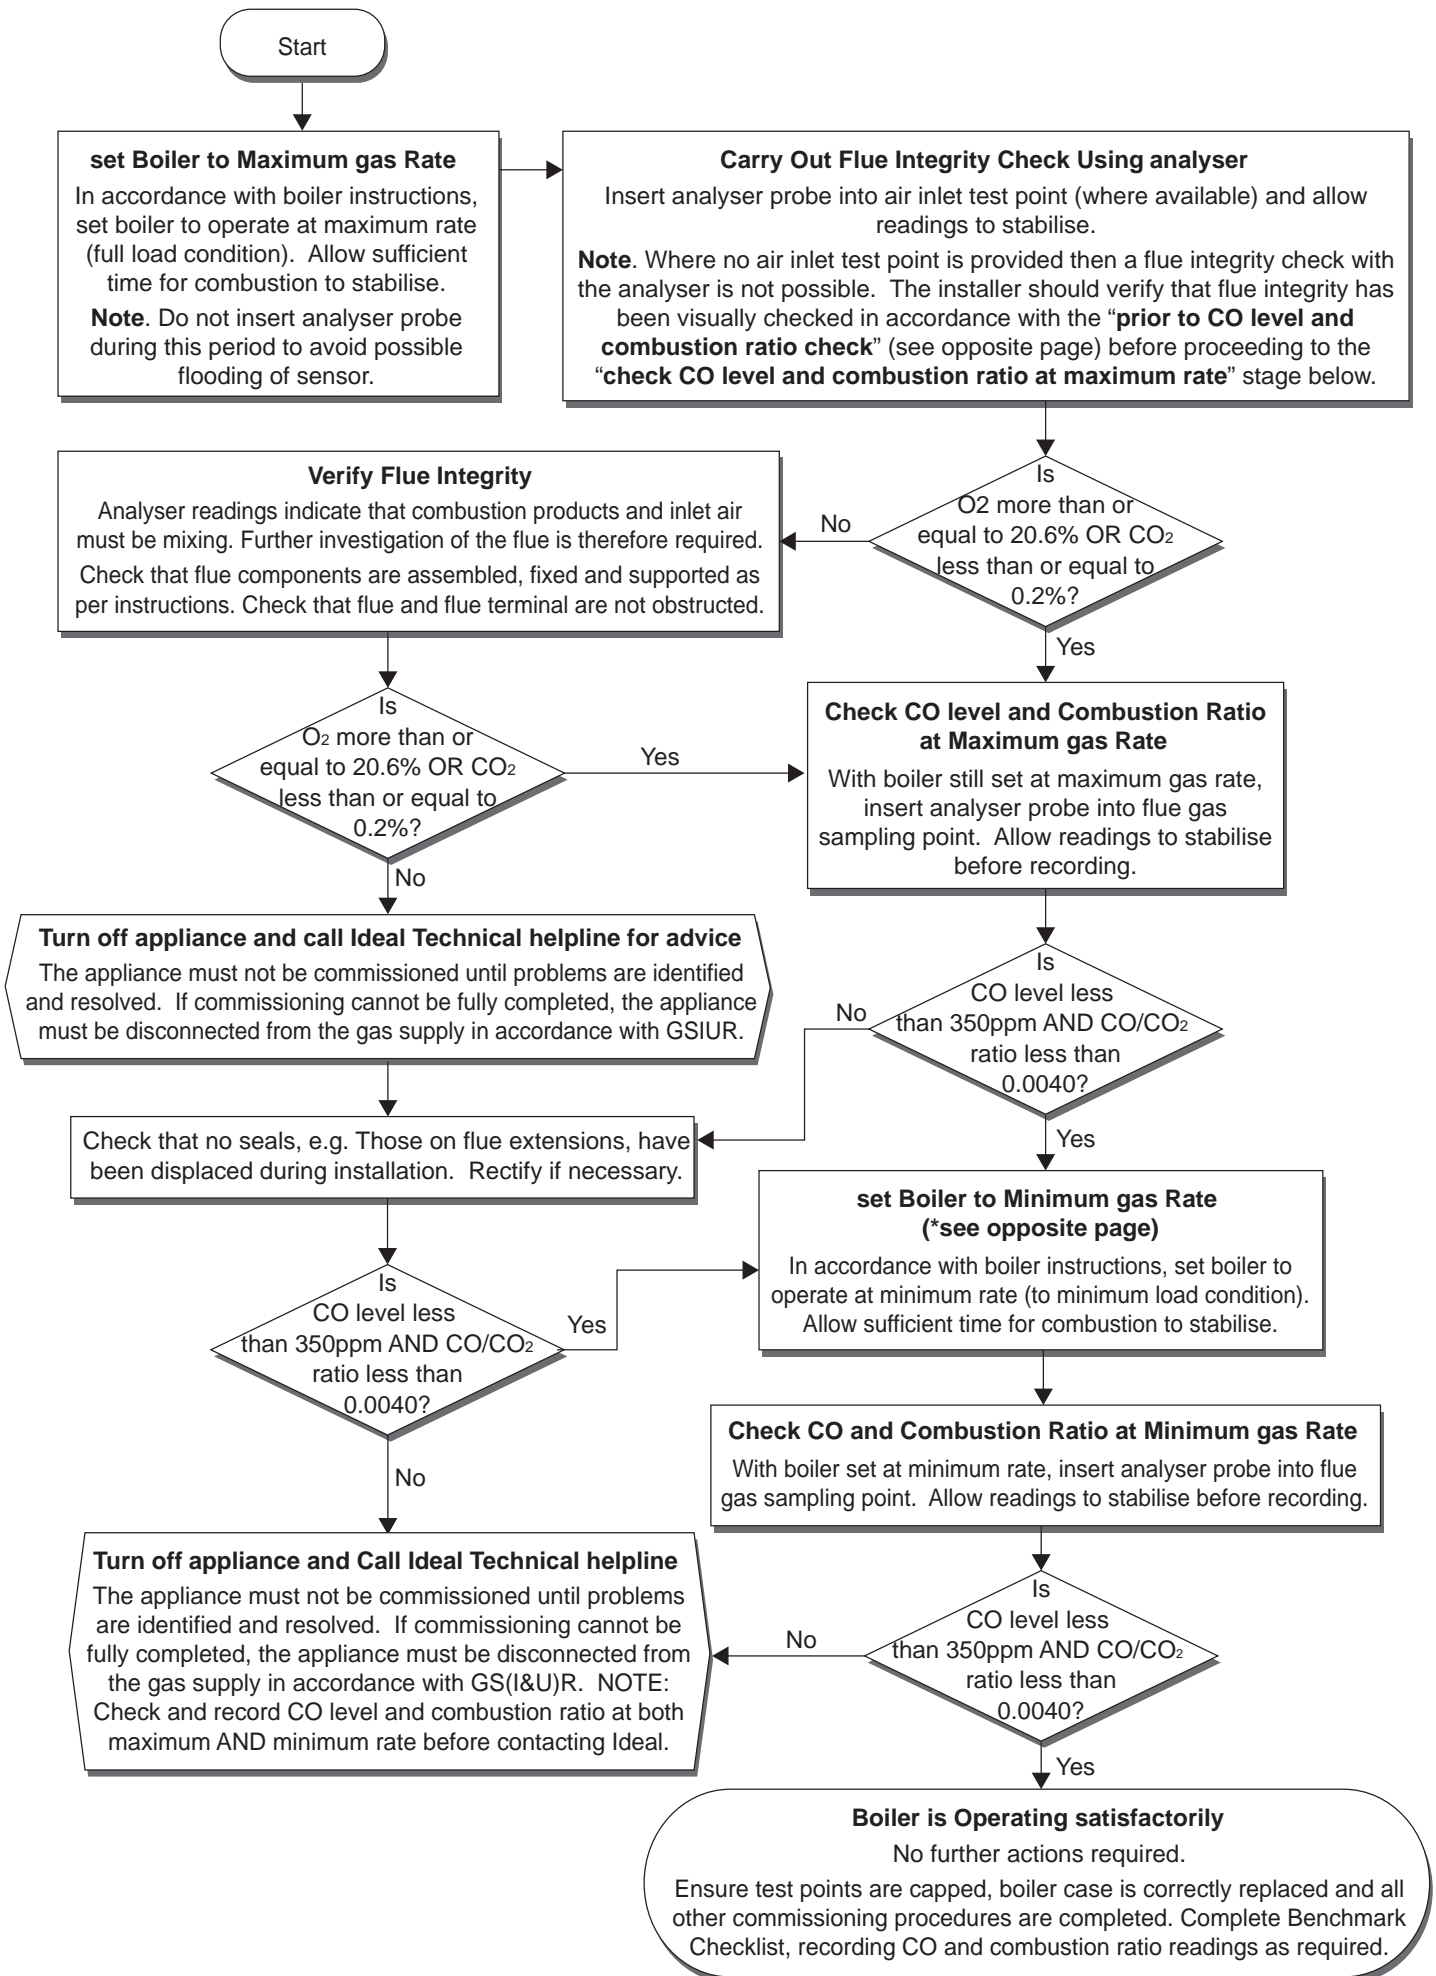 Start
set Boiler to Maximum gas Rate
In accordance with boiler instructions,
set boiler to operate at maximum rate
(full load condition).  Allow sufficient
time for combustion to stabilise.
Note. Do not insert analyser probe
during this period to avoid possible
flooding of sensor.
Carry Out Flue Integrity Check Using analyser
Insert analyser probe into air inlet test point (where available) and allow
readings to stabilise.
Note. Where no air inlet test point is provided then a flue integrity check with
the analyser is not possible.  The installer should verify that flue integrity has
been visually checked in accordance with the “prior to CO level and
combustion ratio check” (see opposite page) before proceeding to the
“check CO level and combustion ratio at maximum rate” stage below.
Is
O2 more than or
equal to 20.6% OR CO2
less than or equal to
0.2%?
No
Yes
Verify Flue Integrity
Analyser readings indicate that combustion products and inlet air
must be mixing. Further investigation of the flue is therefore required.
Check that flue components are assembled, fixed and supported as
per instructions. Check that flue and flue terminal are not obstructed.
Is
O2 more than or
equal to 20.6% OR CO2
less than or equal to
0.2%?
Yes
No
Check CO level and Combustion Ratio
at Maximum gas Rate
With boiler still set at maximum gas rate,
insert analyser probe into flue gas
sampling point.  Allow readings to stabilise
before recording.
Turn off appliance and call Ideal Technical helpline for advice
The appliance must not be commissioned until problems are identified
and resolved.  If commissioning cannot be fully completed, the appliance
must be disconnected from the gas supply in accordance with GSIUR.
Is
CO level less
than 350ppm AND CO/CO2
ratio less than
0.0040?
No
Yes
Check that no seals, e.g. Those on flue extensions, have
been displaced during installation.  Rectify if necessary.
set Boiler to Minimum gas Rate
(*see opposite page)
In accordance with boiler instructions, set boiler to
operate at minimum rate (to minimum load condition).
Allow sufficient time for combustion to stabilise.
Is
CO level less
than 350ppm AND CO/CO2
ratio less than
0.0040?
Yes
No
Check CO and Combustion Ratio at Minimum gas Rate
With boiler set at minimum rate, insert analyser probe into flue
gas sampling point.  Allow readings to stabilise before recording.
Turn off appliance and Call Ideal Technical helpline
The appliance must not be commissioned until problems
are identified and resolved.  If commissioning cannot be
fully completed, the appliance must be disconnected from
the gas supply in accordance with GS(I&U)R.  NOTE:
Check and record CO level and combustion ratio at both
maximum AND minimum rate before contacting Ideal.
Is
CO level less
than 350ppm AND CO/CO2
ratio less than
0.0040?
No
Yes
Boiler is Operating satisfactorily
No further actions required.
Ensure test points are capped, boiler case is correctly replaced and all
other commissioning procedures are completed. Complete Benchmark
Checklist, recording CO and combustion ratio readings as required.